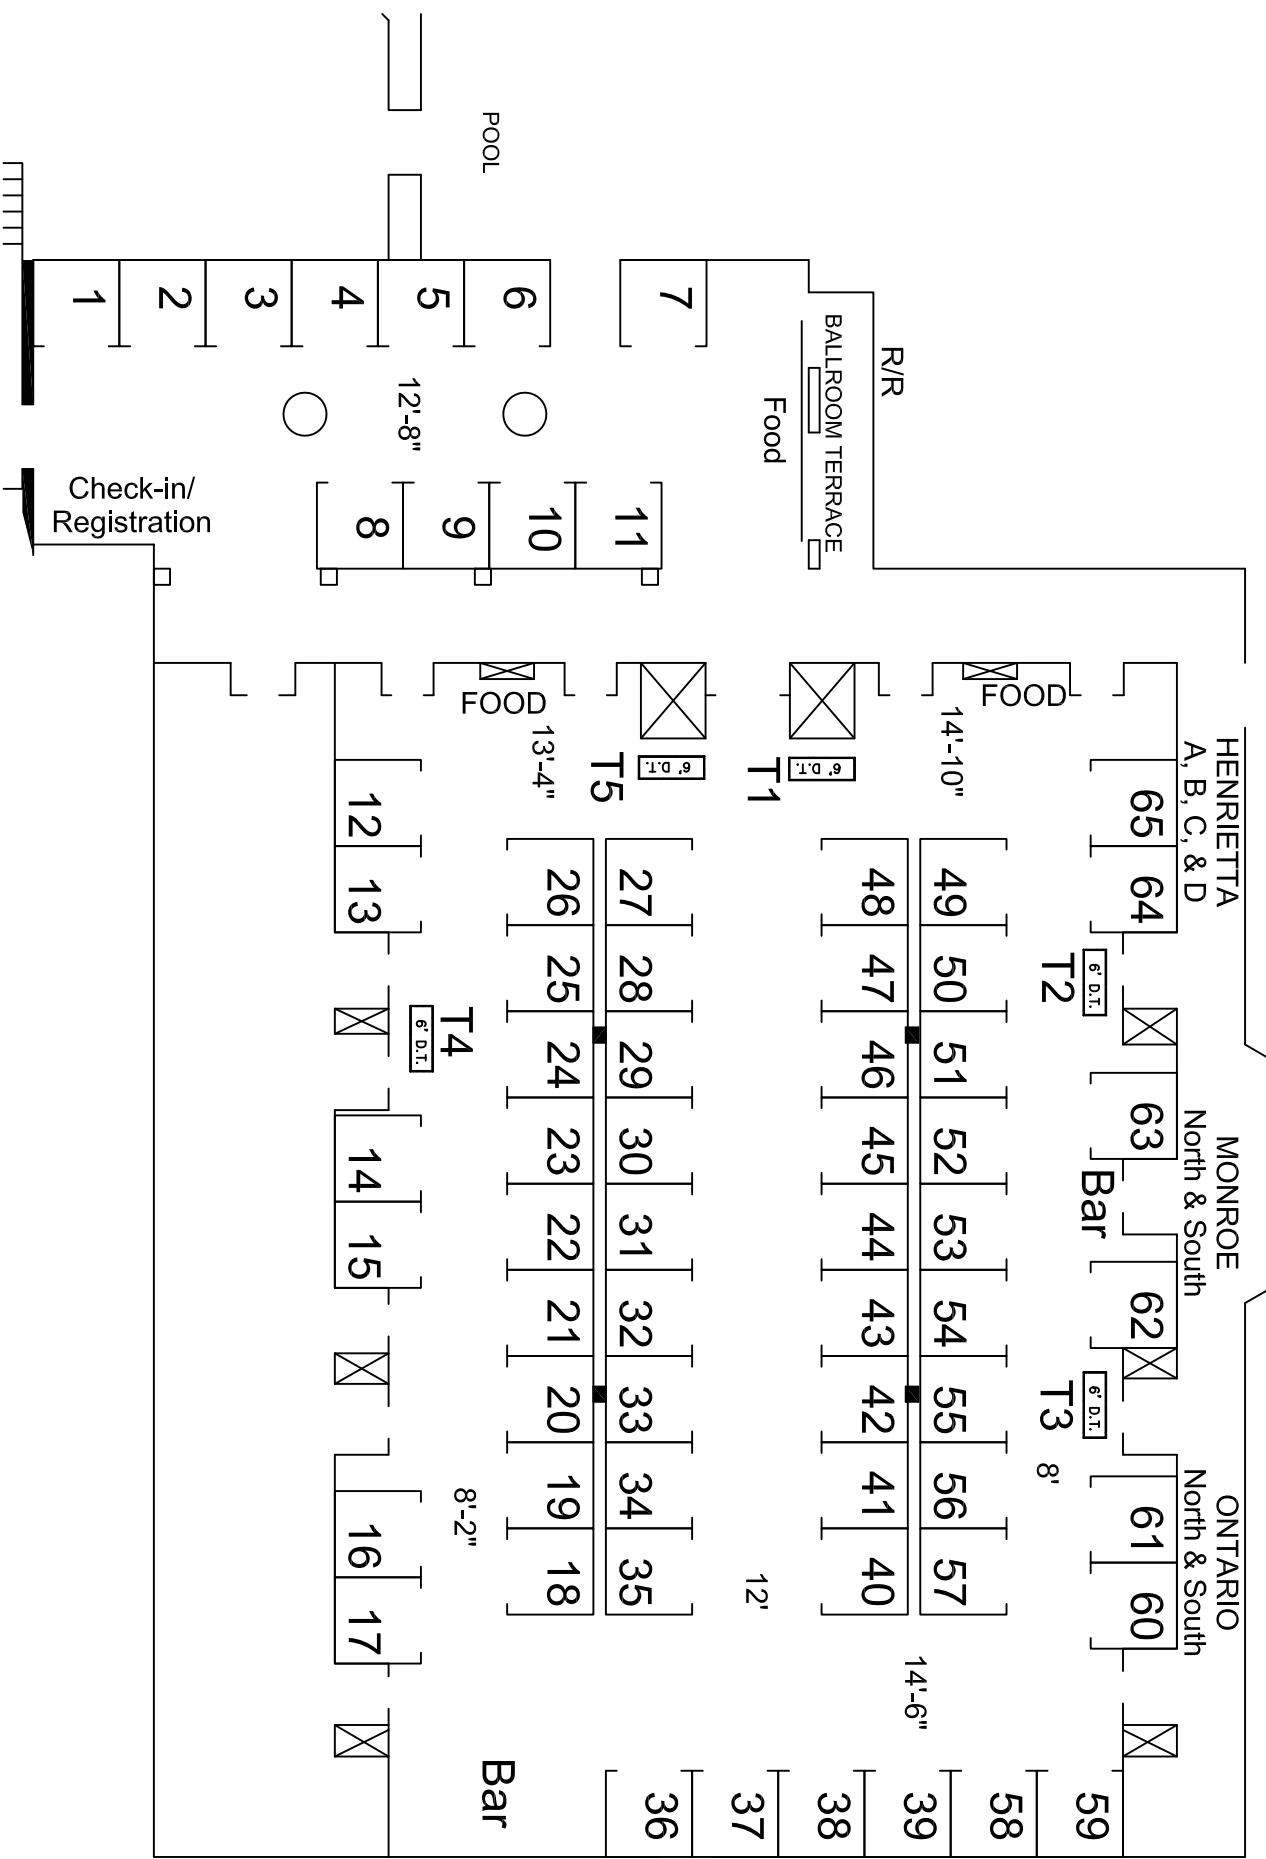 POOL
1
2
3
4
5
6
7
12'-8"
R/R
BALLROOM TERRACE
Food
Check-in/
Registration
8
9
10
11
FOOD
FOOD
13'-4"
14'-10"
T5
6' D.T.
T1
6' D.T.
HENRIETTA
A, B, C, & D
12
13
26
27
48
49
65
64
25
28
47
50
T2
6' D.T.
T4
6' D.T.
24
29
46
51
63
MONROE
North & South
Bar
14
23
30
45
52
15
22
31
44
53
21
32
43
54
62
20
33
42
55
T3
6' D.T.
8'
ONTARIO
North & South
8'-2"
16
19
34
41
56
61
17
18
35
12'
40
57
60
14'-6"
Bar
36
37
38
39
58
59